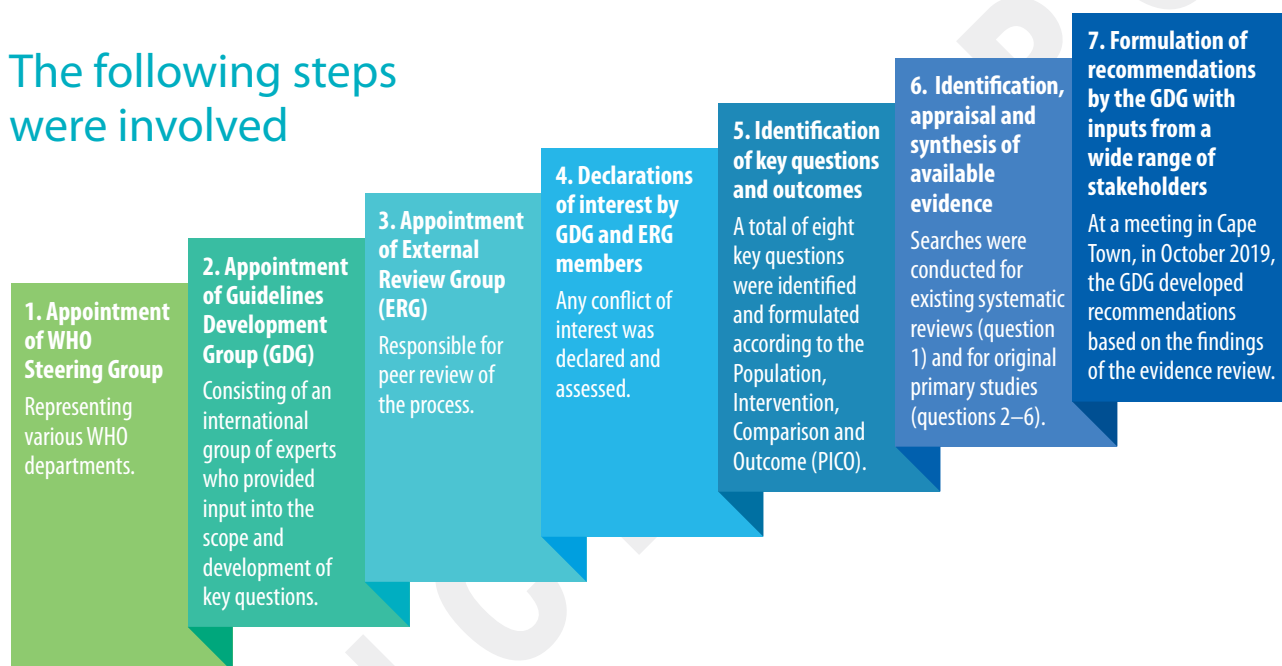 The following steps
were involved
1. Appointment
of WHO
Steering Group
Representing
various WHO
departments.
2. Appointment
of Guidelines
Development
Group (GDG)
Consisting of an
international
group of experts
who provided
input into the
scope and
development of
key questions.
3. Appointment
of External
Review Group
(ERG)
Responsible for
peer review of
the process.
4. Declarations
of interest by
GDG and ERG
members
Any conflict of
interest was
declared and
assessed.
5. Identification
of key questions
and outcomes
A total of eight
key questions
were identified
and formulated
according to the
Population,
Intervention,
Comparison and
Outcome (PICO).
6. Identification,
appraisal and
synthesis of
available
evidence
Searches were
conducted for
existing systematic
reviews (question
1) and for original
primary studies
(questions 2–6).
7. Formulation of
recommendations
by the GDG with
inputs from a
wide range of
stakeholders
At a meeting in Cape
Town, in October 2019,
the GDG developed
recommendations
based on the findings
of the evidence review.